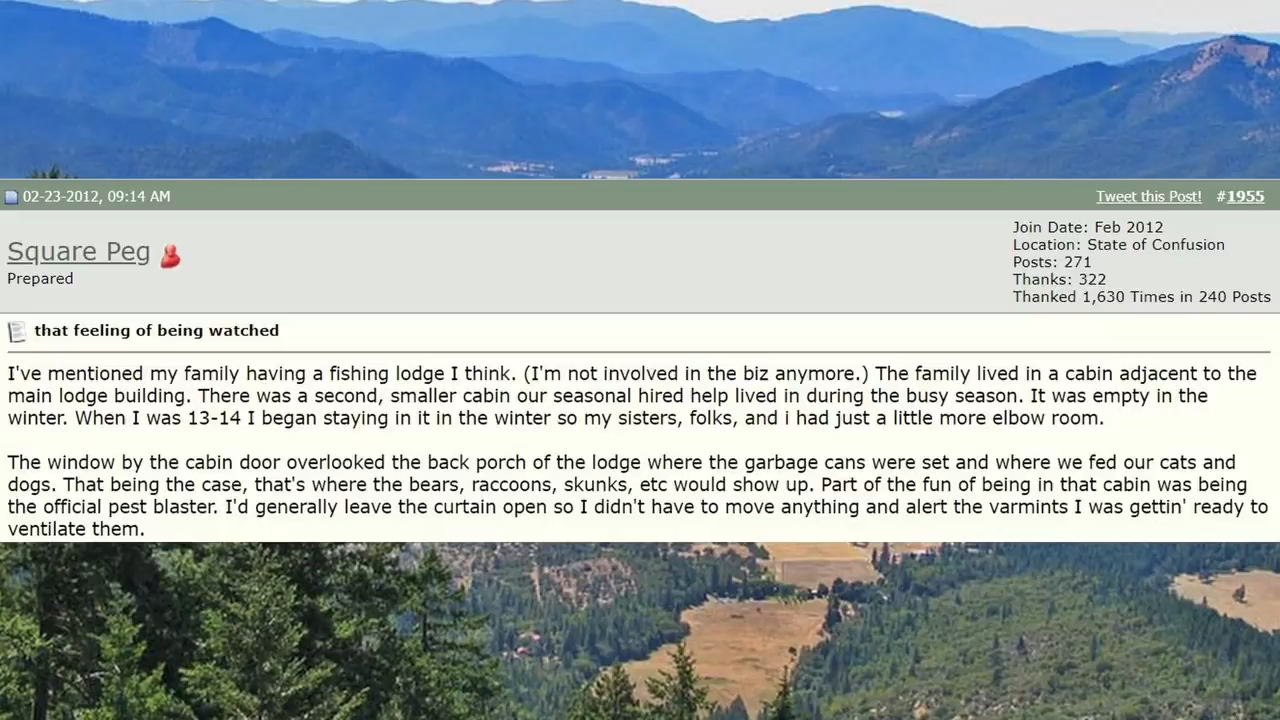 02-23-2012, 09:14 AM
Tweet this Post! #1955
Square Peg
Prepared
Join Date: Feb 2012
Location: State of Confusion
Posts: 271
Thanks: 322
Thanked 1,630 Times in 240 Posts
that feeling of being watched
I've mentioned my family having a fishing lodge I think. (I'm not involved in the biz anymore.) The family lived in a cabin adjacent to the
main lodge building. There was a second, smaller cabin our seasonal hired help lived in during the busy season. It was empty in the
winter. When I was 13-14 I began staying in it in the winter so my sisters, folks, and i had just a little more elbow room.
The window by the cabin door overlooked the back porch of the lodge where the garbage cans were set and where we fed our cats and
dogs. That being the case, that's where the bears, raccoons, skunks, etc would show up. Part of the fun of being in that cabin was being
the official pest blaster. I'd generally leave the curtain open so I didn't have to move anything and alert the varmints I was gettin' ready to
ventilate them.